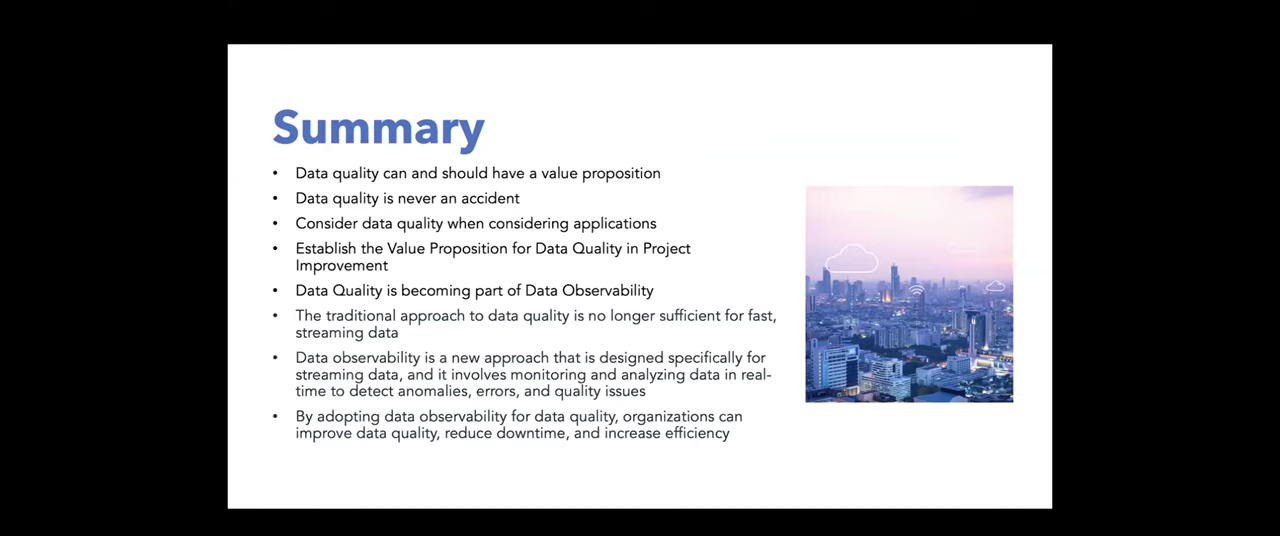 Summary
• Data quality can and should have a value proposition
• Data quality is never an accident
• Consider data quality when considering applications
• Establish the Value Proposition for Data Quality in Project
Improvement
• Data Quality is becoming part of Data Observability
• The traditional approach to data quality is no longer sufficient for fast,
streaming data
• Data observability is a new approach that is designed specifically for
streaming data, and it involves monitoring and analyzing data in real-
time to detect anomalies, errors, and quality issues
• By adopting data observability for data quality, organizations can
improve data quality, reduce downtime, and increase efficiency